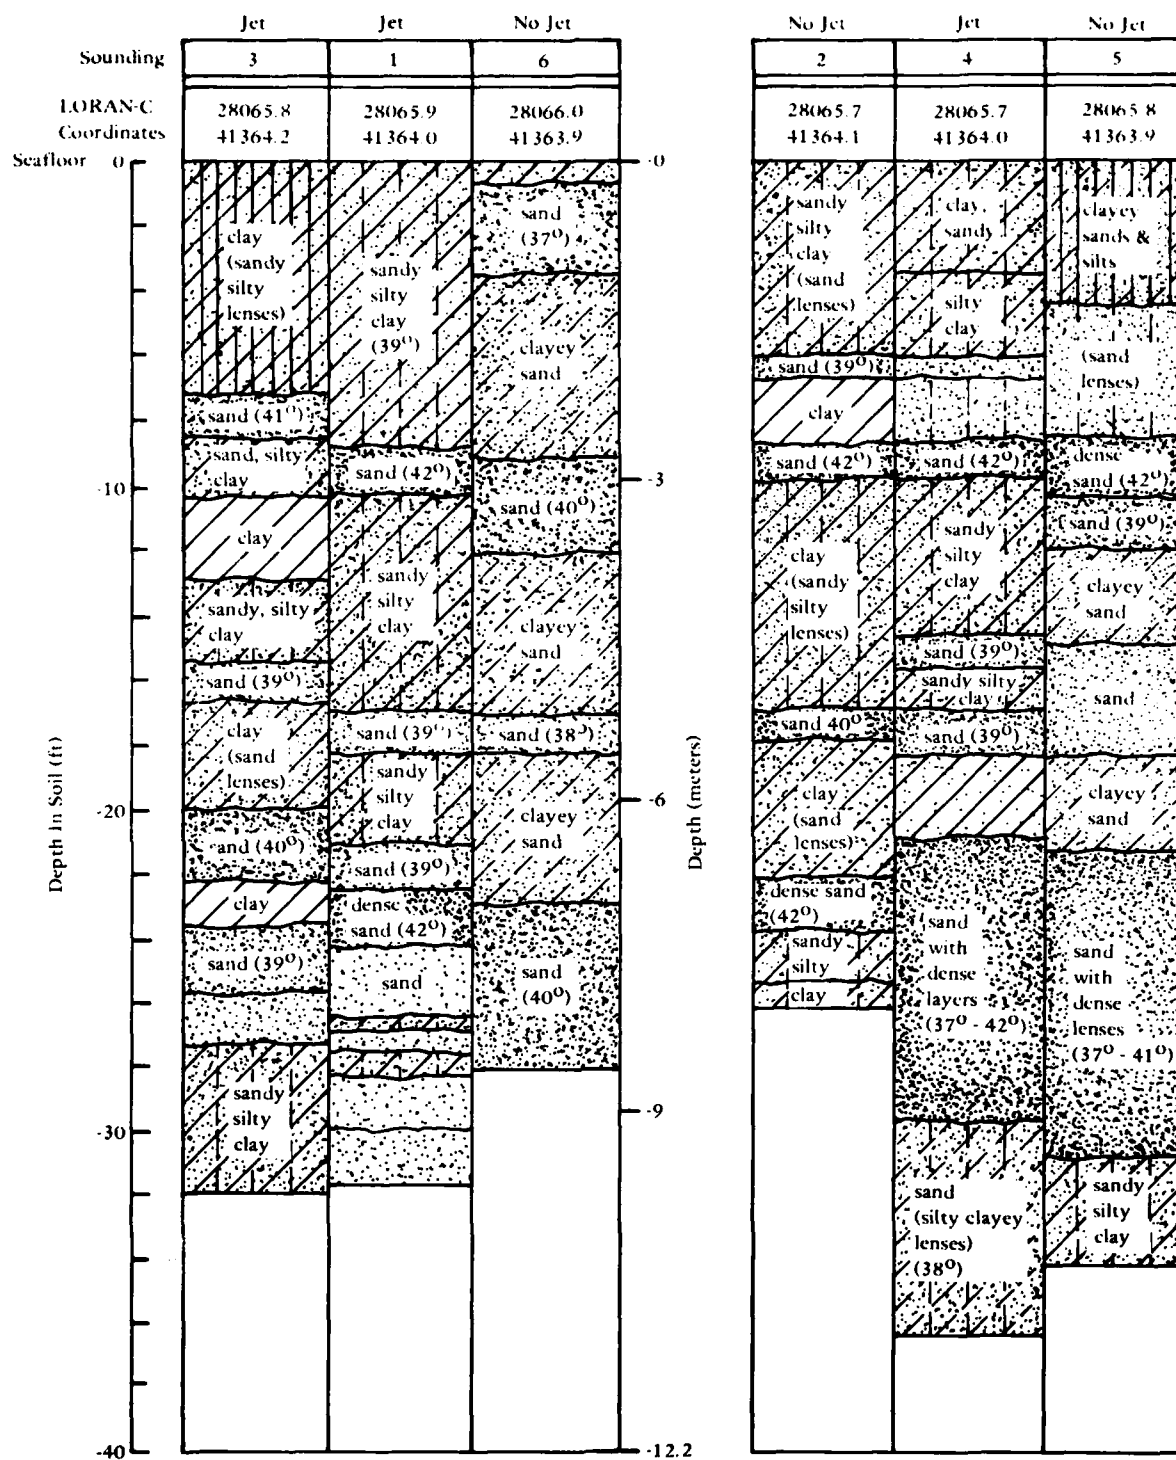 Jet Jet No Jet No Jet Jet No Jet
Sounding 3 1 6 2 4 5
LORAN-C 28065.8 28065.9 28066.0 28065.7 28065.7 28065.8
Coordinates 41364.2 41364.0 41363.9 41364.1 41364.0 41363.9
Seafloor 0
-10
-20
-30
-40
Depth in Soil (ft)
clay
(sandy
silty
lenses)
sand (41⁰)
sand, silty
clay
clay
sandy, silty
clay
sand (39⁰)
clay
(sand
lenses)
and (40⁰)
clay
sand (39⁰)
sandy
silty
clay
sandy
silty
clay
(39⁰)
sand (42⁰)
sandy
silty
clay
sand (39⁰)
sandy
silty
clay
sand (39⁰)
dense
sand (42⁰)
sand
sand
(37⁰)
clayey
sand
sand (40⁰)
clayey
sand
sand (38⁰)
clayey
sand
sand
(40⁰)
-0
-3
-6
-9
-12.2
Depth (meters)
sandy
silty
clay
(sand
lenses)
sand (39⁰)
clay
sand (42⁰)
clay
(sandy
silty
lenses)
sand 40⁰
clay
(sand
lenses)
dense sand
(42⁰)
sandy
silty
clay
clay,
sandy
silty
clay
sand (42⁰)
sandy
silty
clay
sand (39⁰)
sandy silty
clay
sand (39⁰)
sand
with
dense
layers
(37⁰ - 42⁰)
sand
(silty clayey
lenses)
(38⁰)
clayey
sands &
silts
(sand
lenses)
dense
sand (42⁰)
sand (39⁰)
clayey
sand
sand
clayey
sand
sand
with
dense
lenses
(37⁰ - 41⁰)
sandy
silty
clay